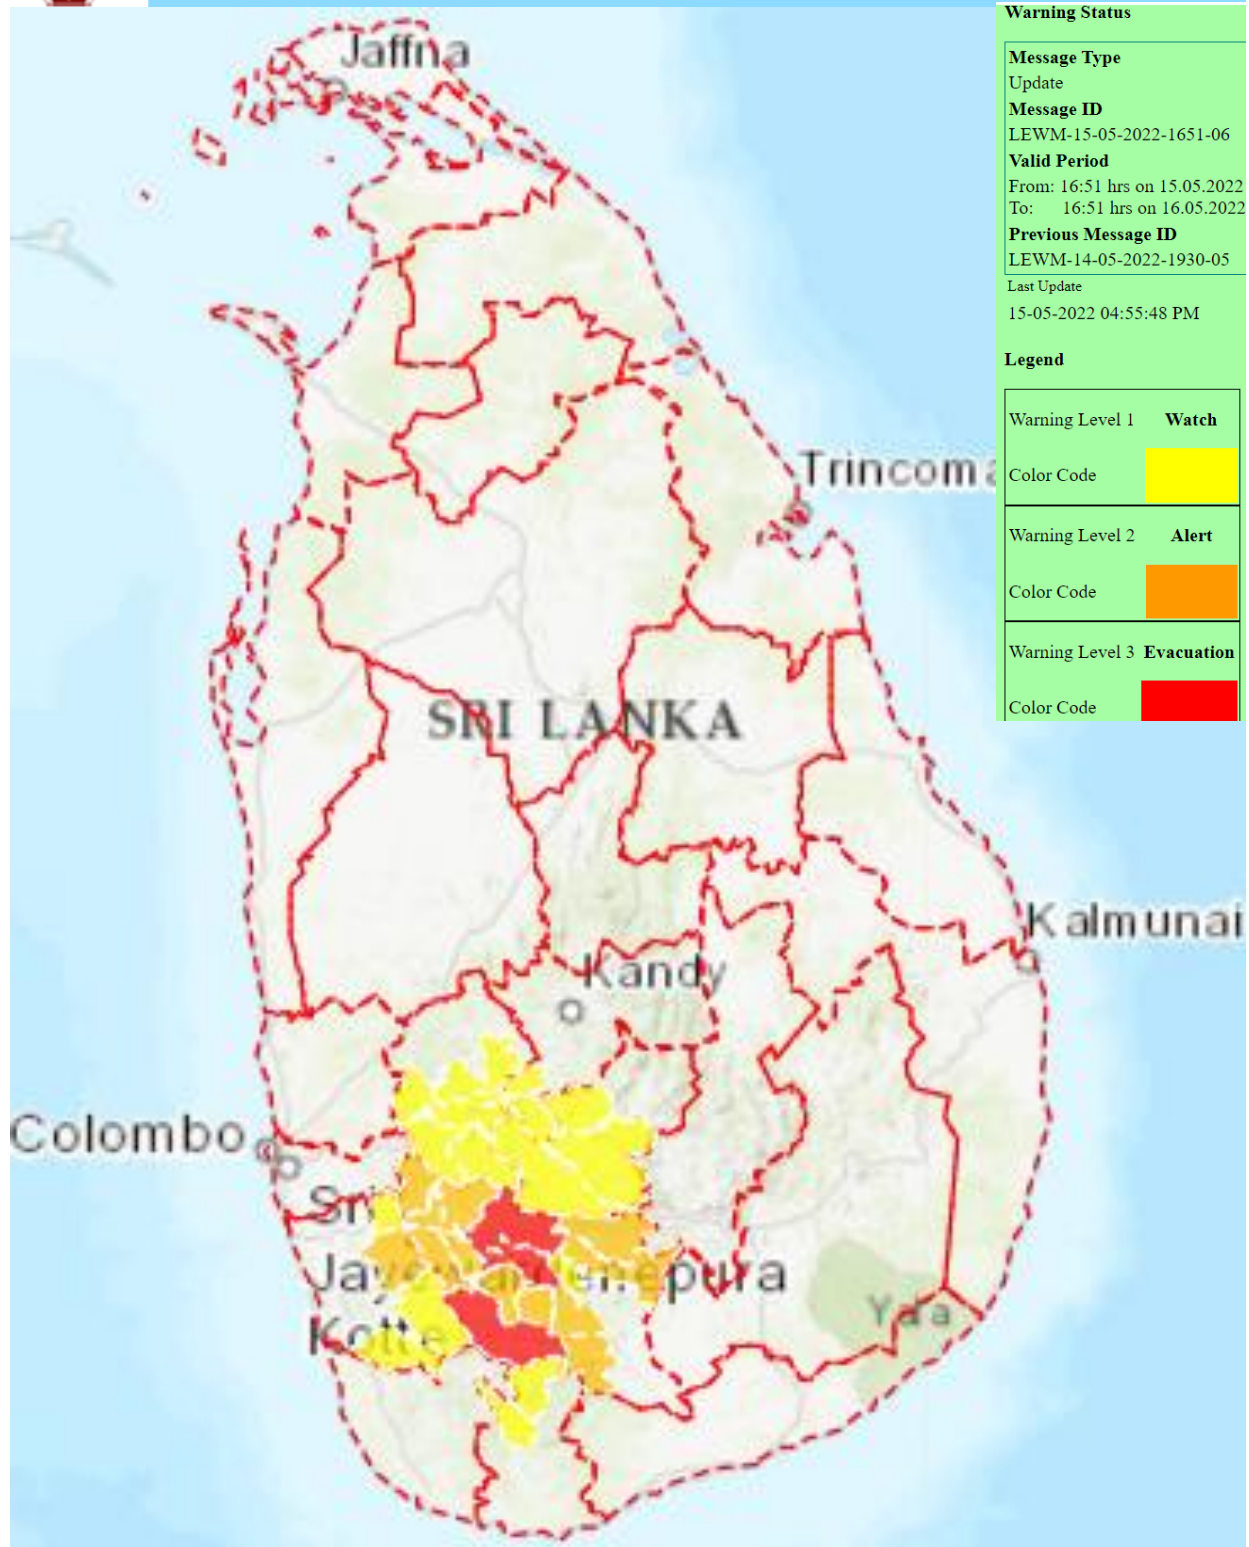 Warning Status
Message Type
Update
Message ID
LEWM-15-05-2022-1651-06
Valid Period
From: 16:51 hrs on 15.05.2022
To: 16:51 hrs on 16.05.2022
Previous Message ID
LEWM-14-05-2022-1930-05
Last Update
15-05-2022 04:55:48 PM
Legend
Warning Level 1 Watch
Color Code
Warning Level 2 Alert
Color Code
Warning Level 3 Evacuation
Color Code
Jaffna
Trincoma
SRI LANKA
Kalmunai
Kandy
Colombo
Sri
Jayewardenepura
Kotte
Yala